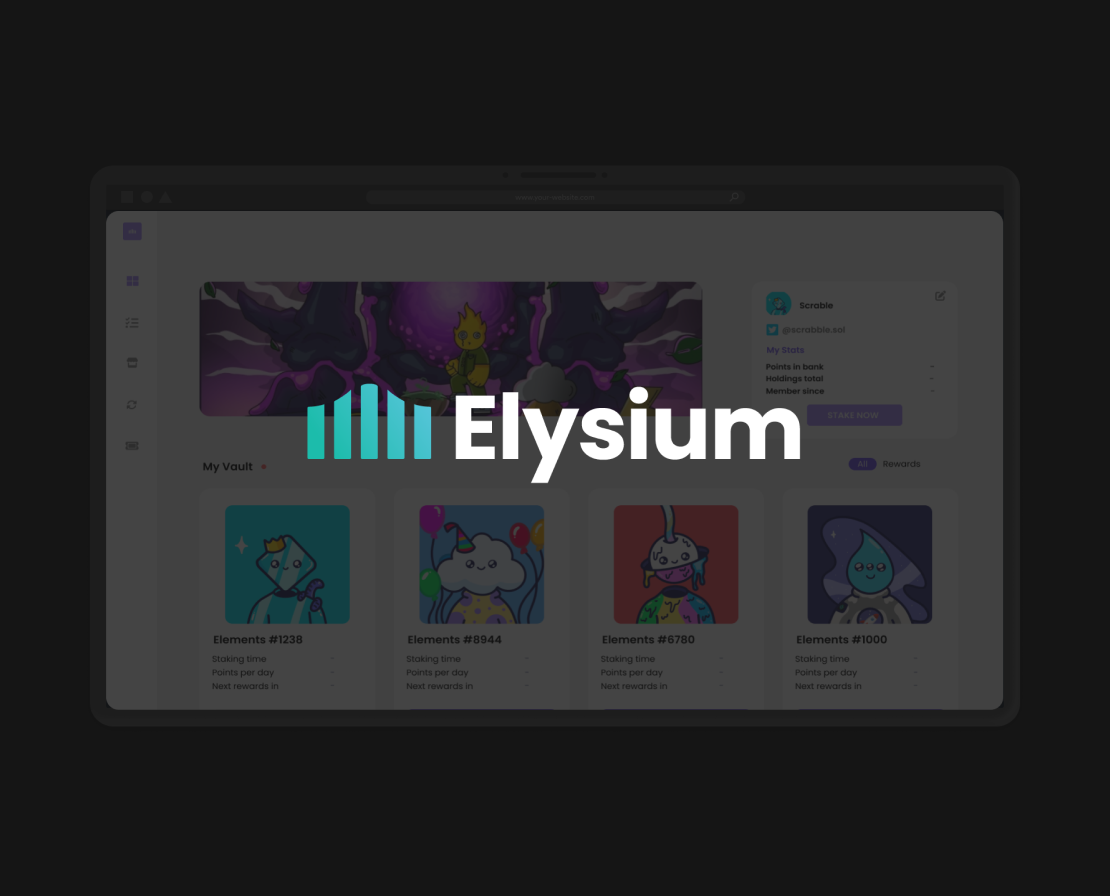 www.your-website.com
Scrable
@scrabble.sol
My Stats
Points in bank -
Holdings total -
Member since -
STAKE NOW
Elysium
My Vault
All Rewards
Elements #1238
Staking time -
Points per day -
Next rewards in -
Elements #8944
Staking time -
Points per day -
Next rewards in -
Elements #6780
Staking time -
Points per day -
Next rewards in -
Elements #1000
Staking time -
Points per day -
Next rewards in -